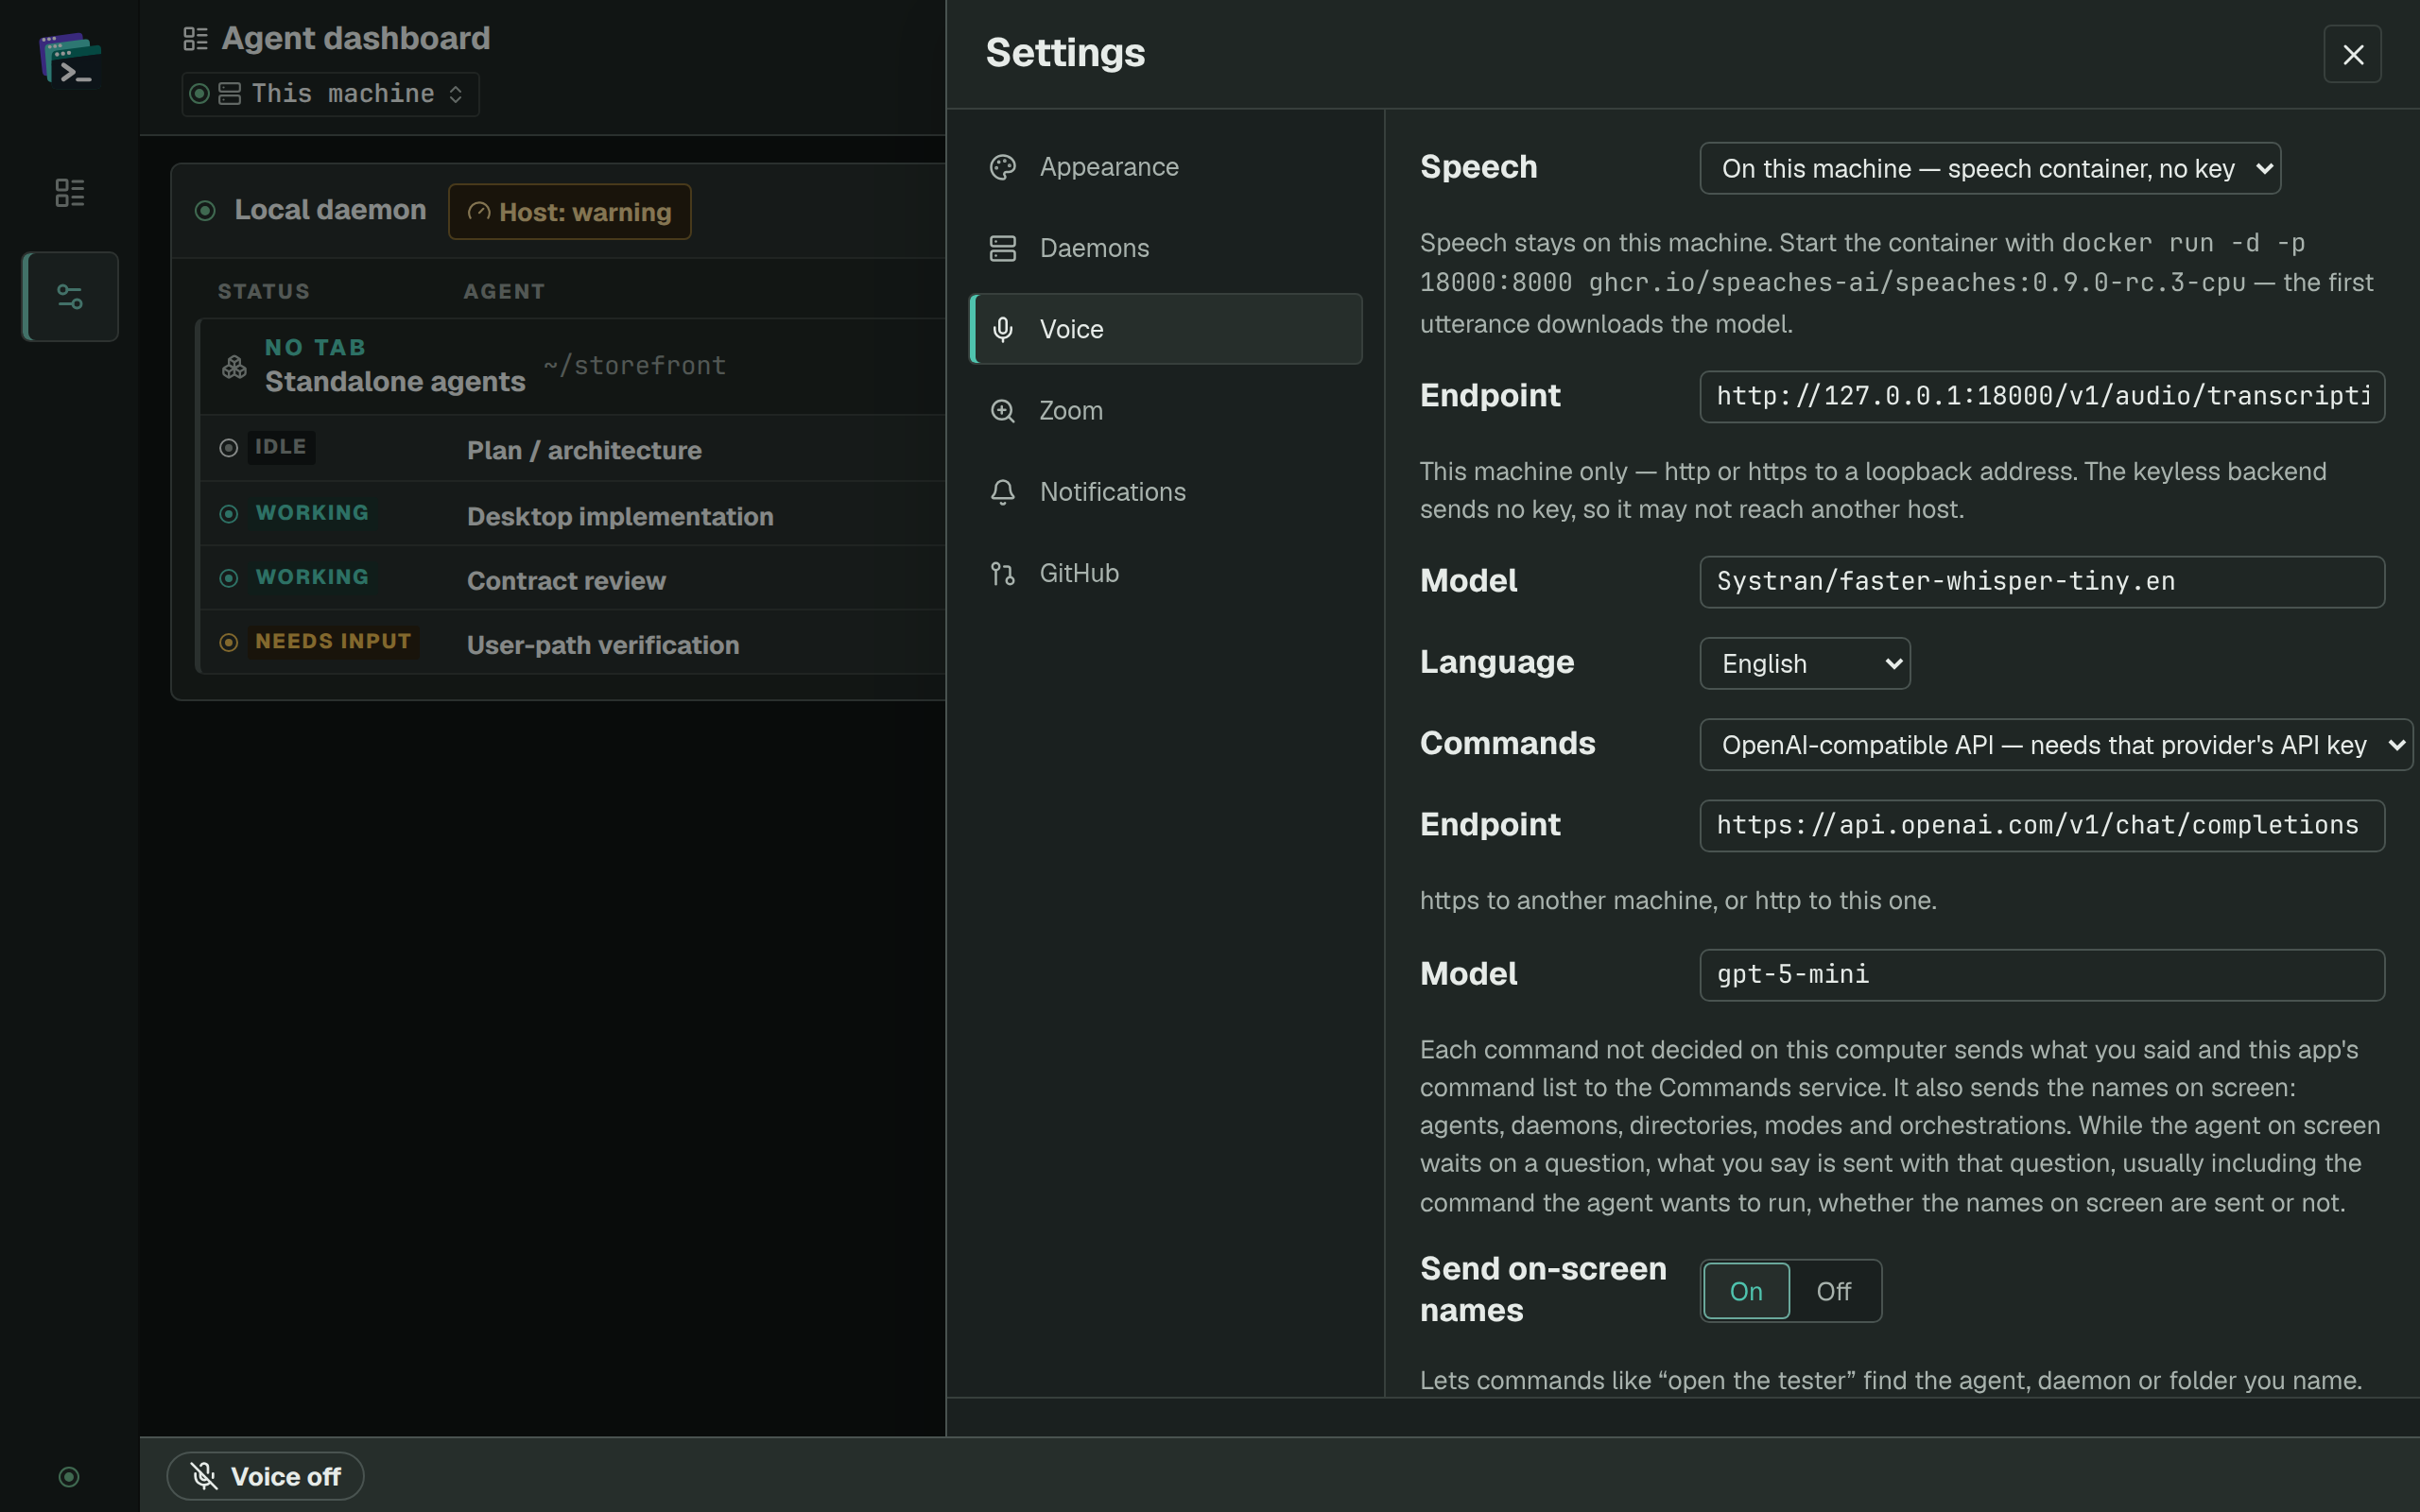 Agent dashboard
This machine
Local daemon
Host: warning
STATUS
AGENT
NO TAB
Standalone agents
~/storefront
IDLE
Plan / architecture
WORKING
Desktop implementation
WORKING
Contract review
NEEDS INPUT
User-path verification
Voice off
Settings
Appearance
Daemons
Voice
Zoom
Notifications
GitHub
Speech
On this machine — speech container, no key
Speech stays on this machine. Start the container with docker run -d -p
18000:8000 ghcr.io/speaches-ai/speaches:0.9.0-rc.3-cpu — the first
utterance downloads the model.
Endpoint
http://127.0.0.1:18000/v1/audio/transcripti
This machine only — http or https to a loopback address. The keyless backend
sends no key, so it may not reach another host.
Model
Systran/faster-whisper-tiny.en
Language
English
Commands
OpenAI-compatible API — needs that provider's API key
Endpoint
https://api.openai.com/v1/chat/completions
https to another machine, or http to this one.
Model
gpt-5-mini
Each command not decided on this computer sends what you said and this app's
command list to the Commands service. It also sends the names on screen:
agents, daemons, directories, modes and orchestrations. While the agent on screen
waits on a question, what you say is sent with that question, usually including the
command the agent wants to run, whether the names on screen are sent or not.
Send on-screen
names
On
Off
Lets commands like “open the tester” find the agent, daemon or folder you name.